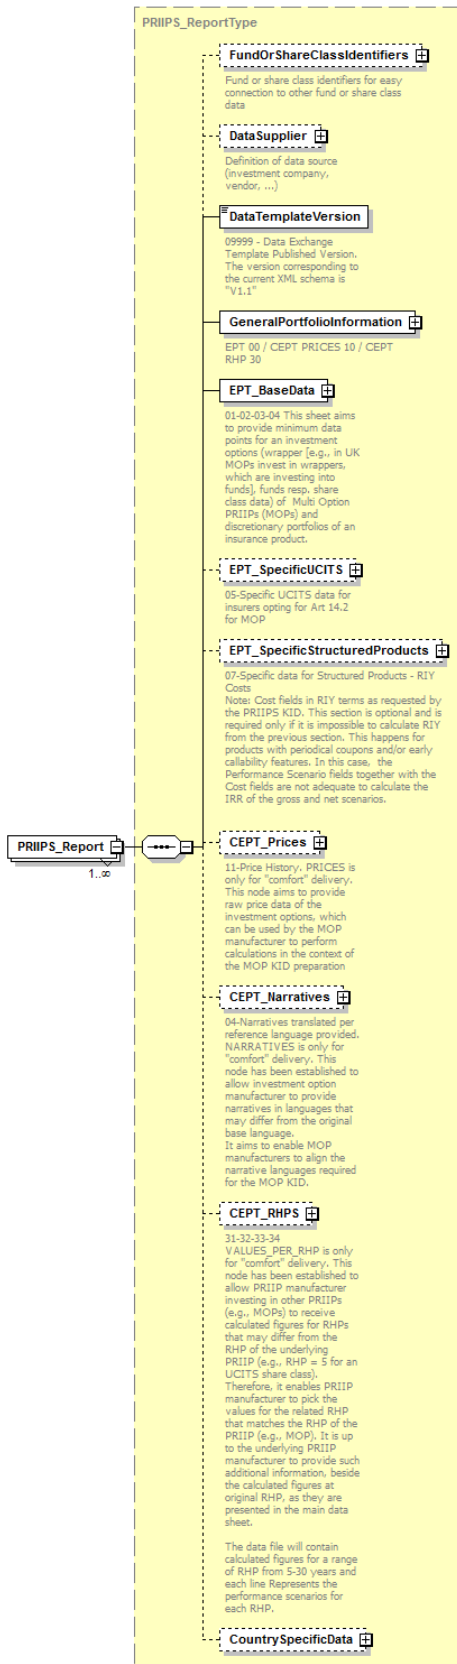 PRIIPS_ReportType
FundOrShareClassIdentifiers
Fund or share class identifiers for easy
connection to other fund or share class
data
DataSupplier
Definition of data source
(investment company,
vendor, ...)
DataTemplateVersion
09999 - Data Exchange
Template Published Version.
The version corresponding to
the current XML schema is
"V1.1"
GeneralPortfolioInformation
EPT 00 / CEPT PRICES 10 / CEPT
RHP 30
EPT_BaseData
01-02-03-04 This sheet aims
to provide minimum data
points for an investment
options (wrapper [e.g., in UK
MOPs invest in wrappers,
which are investing into
funds], funds resp. share
class data) of Multi Option
PRIIPs (MOPs) and
discretionary portfolios of an
insurance product.
EPT_SpecificUCITS
05-Specific UCITS data for
insurers opting for Art 14.2
for MOP
EPT_SpecificStructuredProducts
07-Specific data for Structured Products - RIY
Costs
Note: Cost fields in RIY terms as requested by
the PRIIPS KID. This section is optional and is
required only if it is impossible to calculate RIY
from the previous section. This happens for
products with periodical coupons and/or early
callability features. In this case, the
Performance Scenario fields together with the
Cost fields are not adequate to calculate the
IRR of the gross and net scenarios.
PRIIPS_Report
1..∞
CEPT_Prices
11-Price History. PRICES is
only for "comfort" delivery.
This node aims to provide
raw price data of the
investment options, which
can be used by the MOP
manufacturer to perform
calculations in the context of
the MOP KID preparation
CEPT_Narratives
04-Narratives translated per
reference language provided.
NARRATIVES is only for
"comfort" delivery. This
node has been established to
allow investment option
manufacturer to provide
narratives in languages that
may differ from the original
base language.
It aims to enable MOP
manufacturers to align the
narrative languages required
for the MOP KID.
CEPT_RHPS
31-32-33-34
VALUES_PER_RHP is only
for "comfort" delivery. This
node has been established to
allow PRIIP manufacturer
investing in other PRIIPs
(e.g., MOPs) to receive
calculated figures for RHPs
that may differ from the
RHP of the underlying
PRIIP (e.g., RHP = 5 for an
UCITS share class).
Therefore, it enables PRIIP
manufacturer to pick the
values for the related RHP
that matches the RHP of the
PRIIP (e.g., MOP). It is up
to the underlying PRIIP
manufacturer to provide such
additional information, beside
the calculated figures at
original RHP, as they are
presented in the main data
sheet.
The data file will contain
calculated figures for a range
of RHP from 5-30 years and
each line Represents the
performance scenarios for
each RHP.
CountrySpecificData